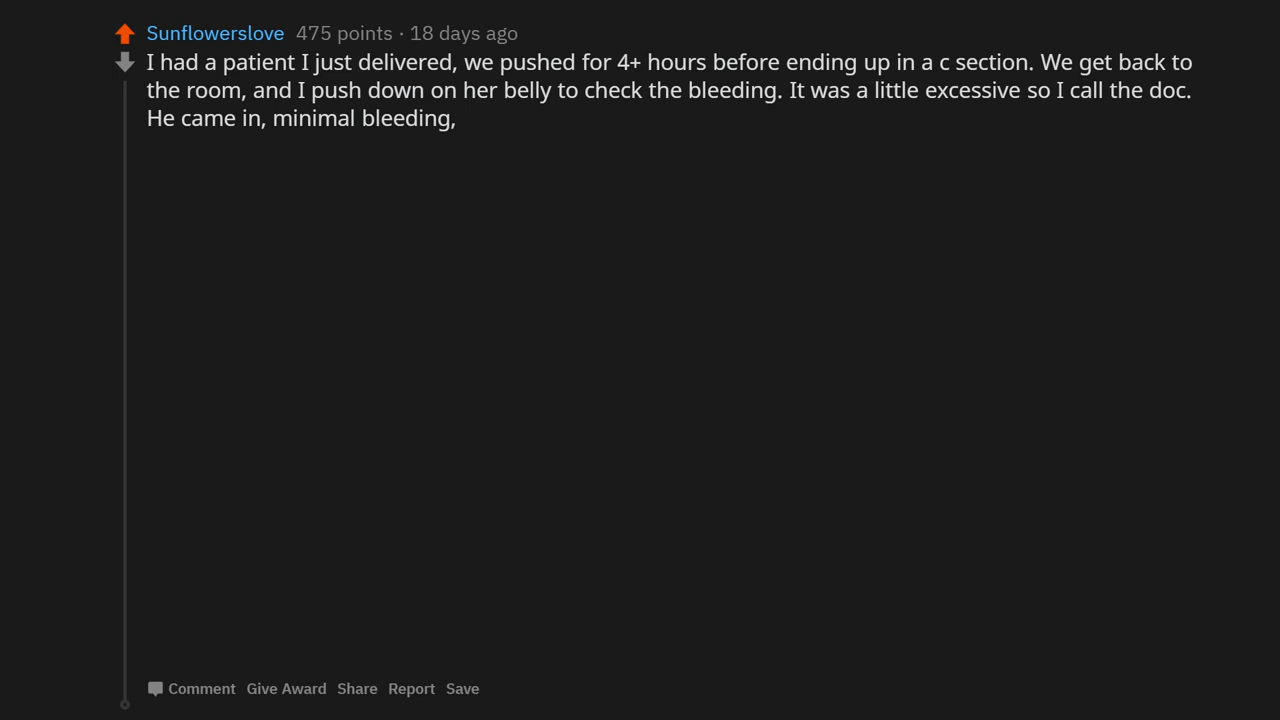 Sunflowerslove 475 points · 18 days ago
I had a patient I just delivered, we pushed for 4+ hours before ending up in a c section. We get back to
the room, and I push down on her belly to check the bleeding. It was a little excessive so I call the doc.
He came in, minimal bleeding,
Comment Give Award Share Report Save